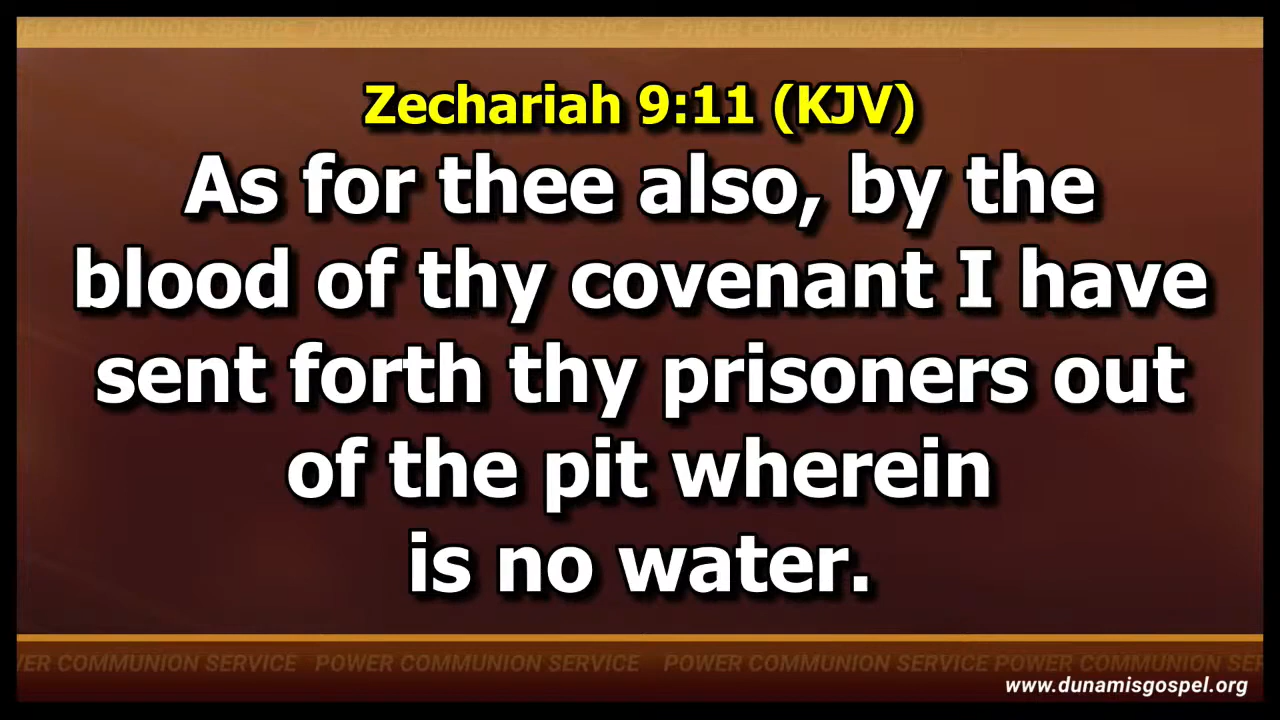 POWER COMMUNION SERVICE POWER COMMUNION SERVICE
Zechariah 9:11 (KJV)
As for thee also, by the
blood of thy covenant I have
sent forth thy prisoners out
of the pit wherein
is no water.
COMMUNION SERVICE POWER COMMUNION SERVICE POWER COMMUNION SERVICE POWER COMMUNION
www.dunamisgospel.org